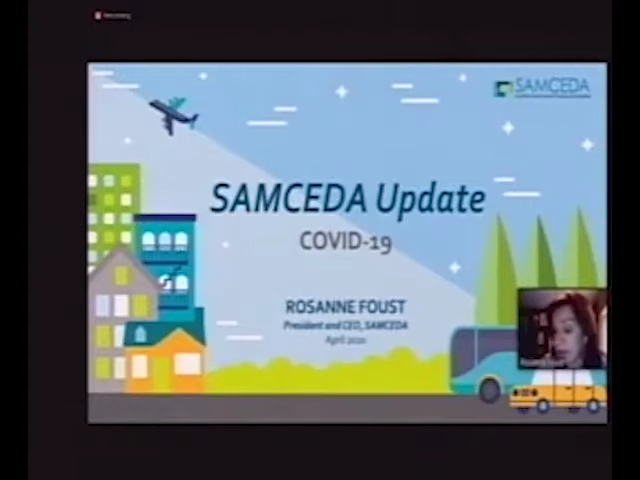 SAMCEDA
SAMCEDA Update
COVID-19
ROSANNE FOUST
President and CEO, SAMCEDA
April 2020